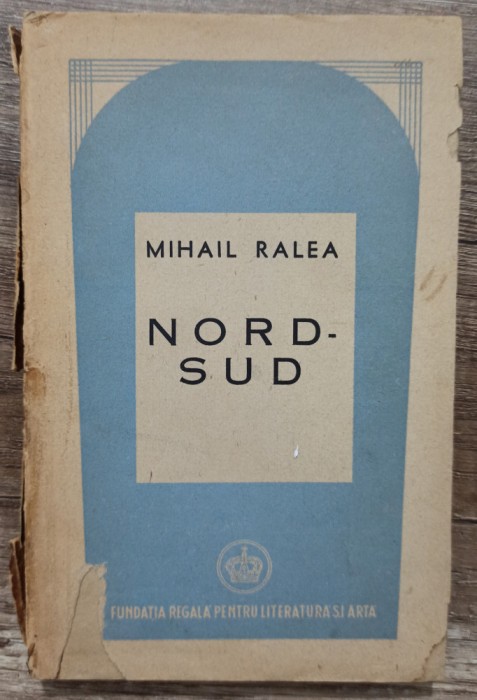 MIHAIL RALEA
NORD-
SUD
FUNDAȚIA REGALĂ PENTRU LITERATURĂ ȘI ARTĂ